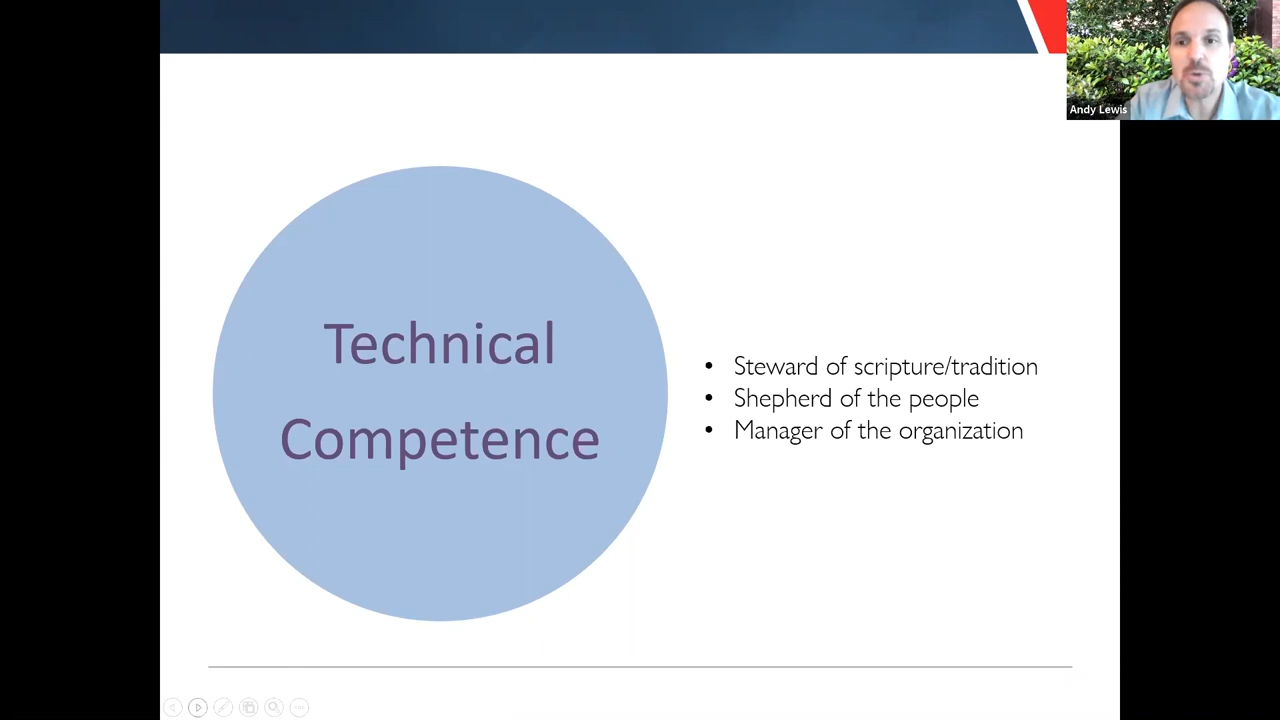 Andy Lewis
Technical
Competence
• Steward of scripture/tradition
• Shepherd of the people
• Manager of the organization